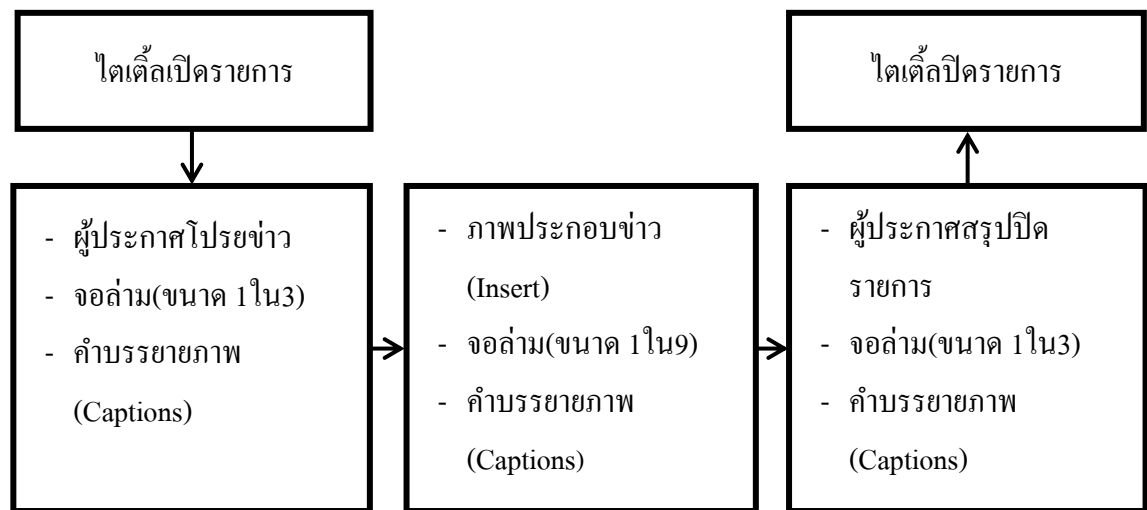 ไตเติ้ลเปิดรายการ
ไตเติ้ลปิดรายการ
- ผู้ประกาศโปรยข่าว
- จอล่าม(ขนาด 1ใน3)
- คำบรรยายภาพ
(Captions)
- ภาพประกอบข่าว
(Insert)
- จอล่าม(ขนาด 1ใน9)
- คำบรรยายภาพ
(Captions)
- ผู้ประกาศสรุปปิด
รายการ
- จอล่าม(ขนาด 1ใน3)
- คำบรรยายภาพ
(Captions)